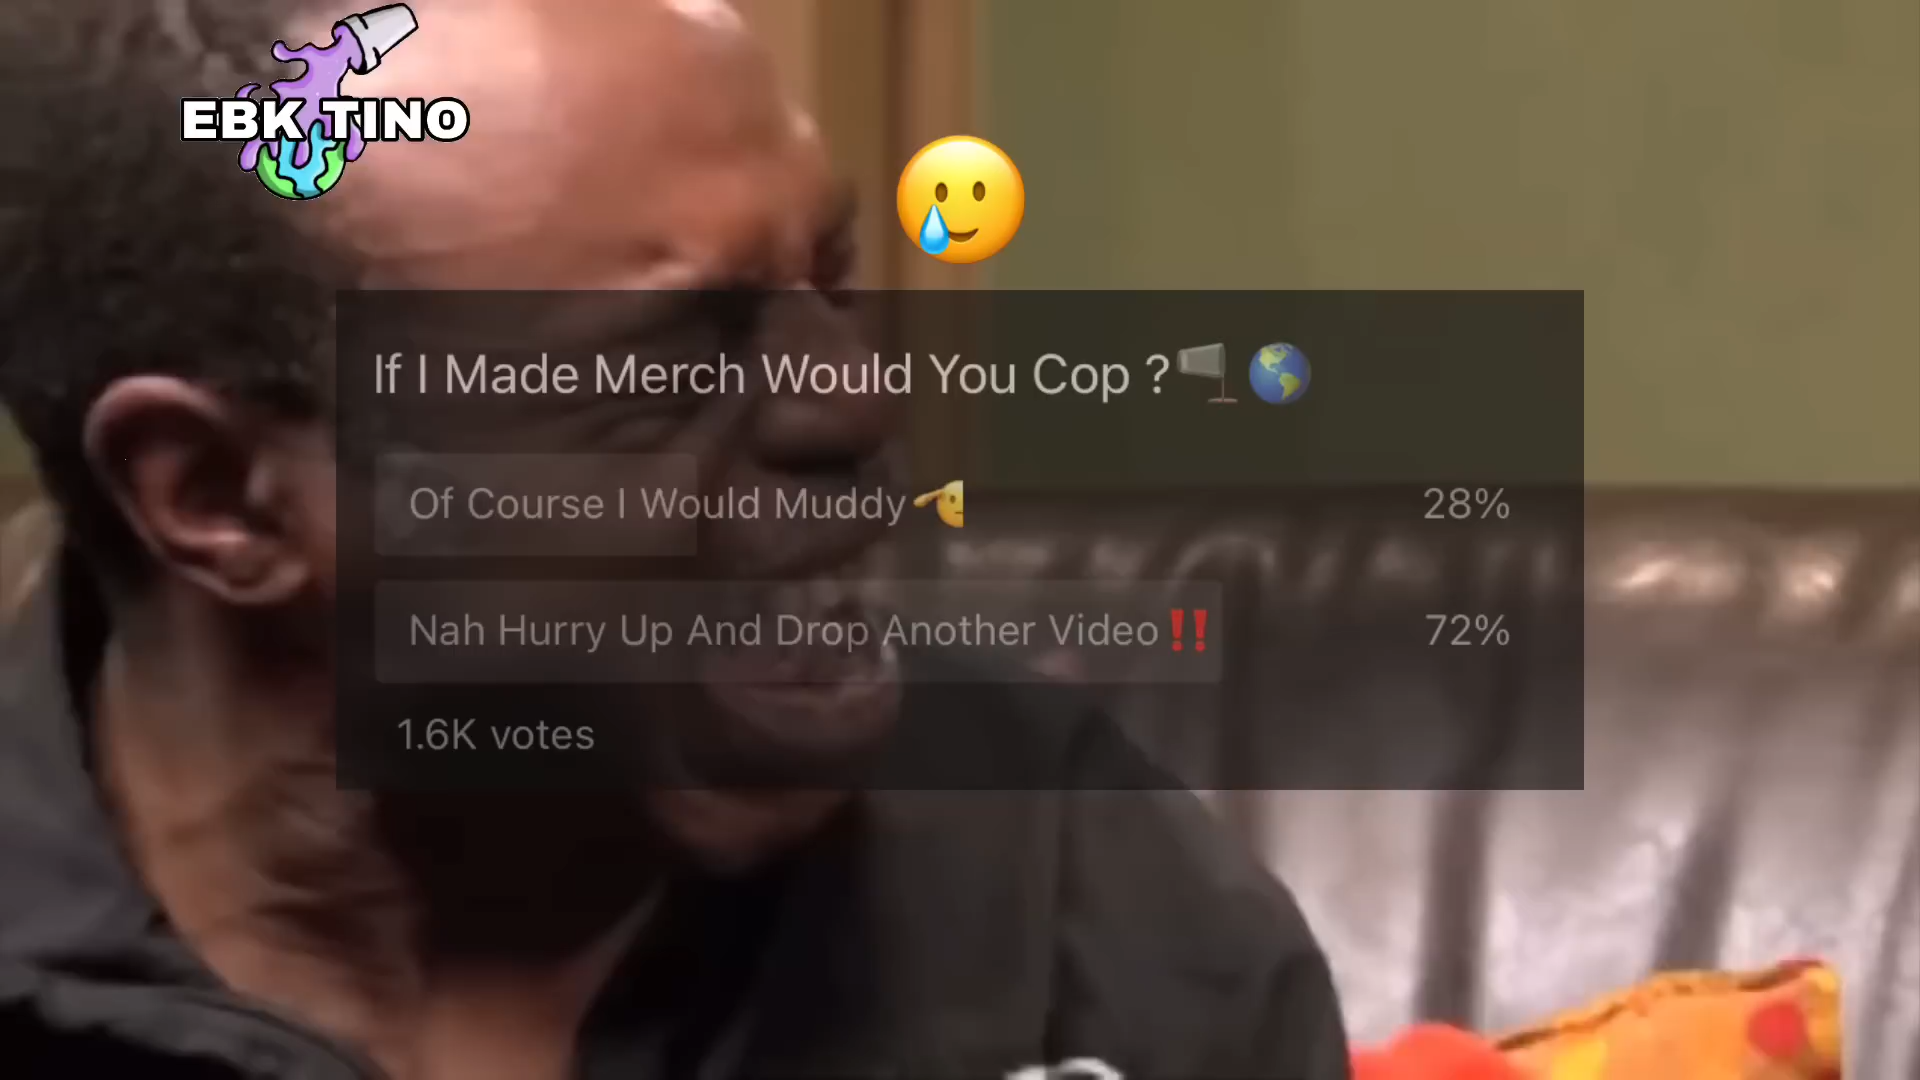 EBK TINO
If I Made Merch Would You Cop ?
Of Course I Would Muddy
28%
Nah Hurry Up And Drop Another Video‼️
72%
1.6K votes